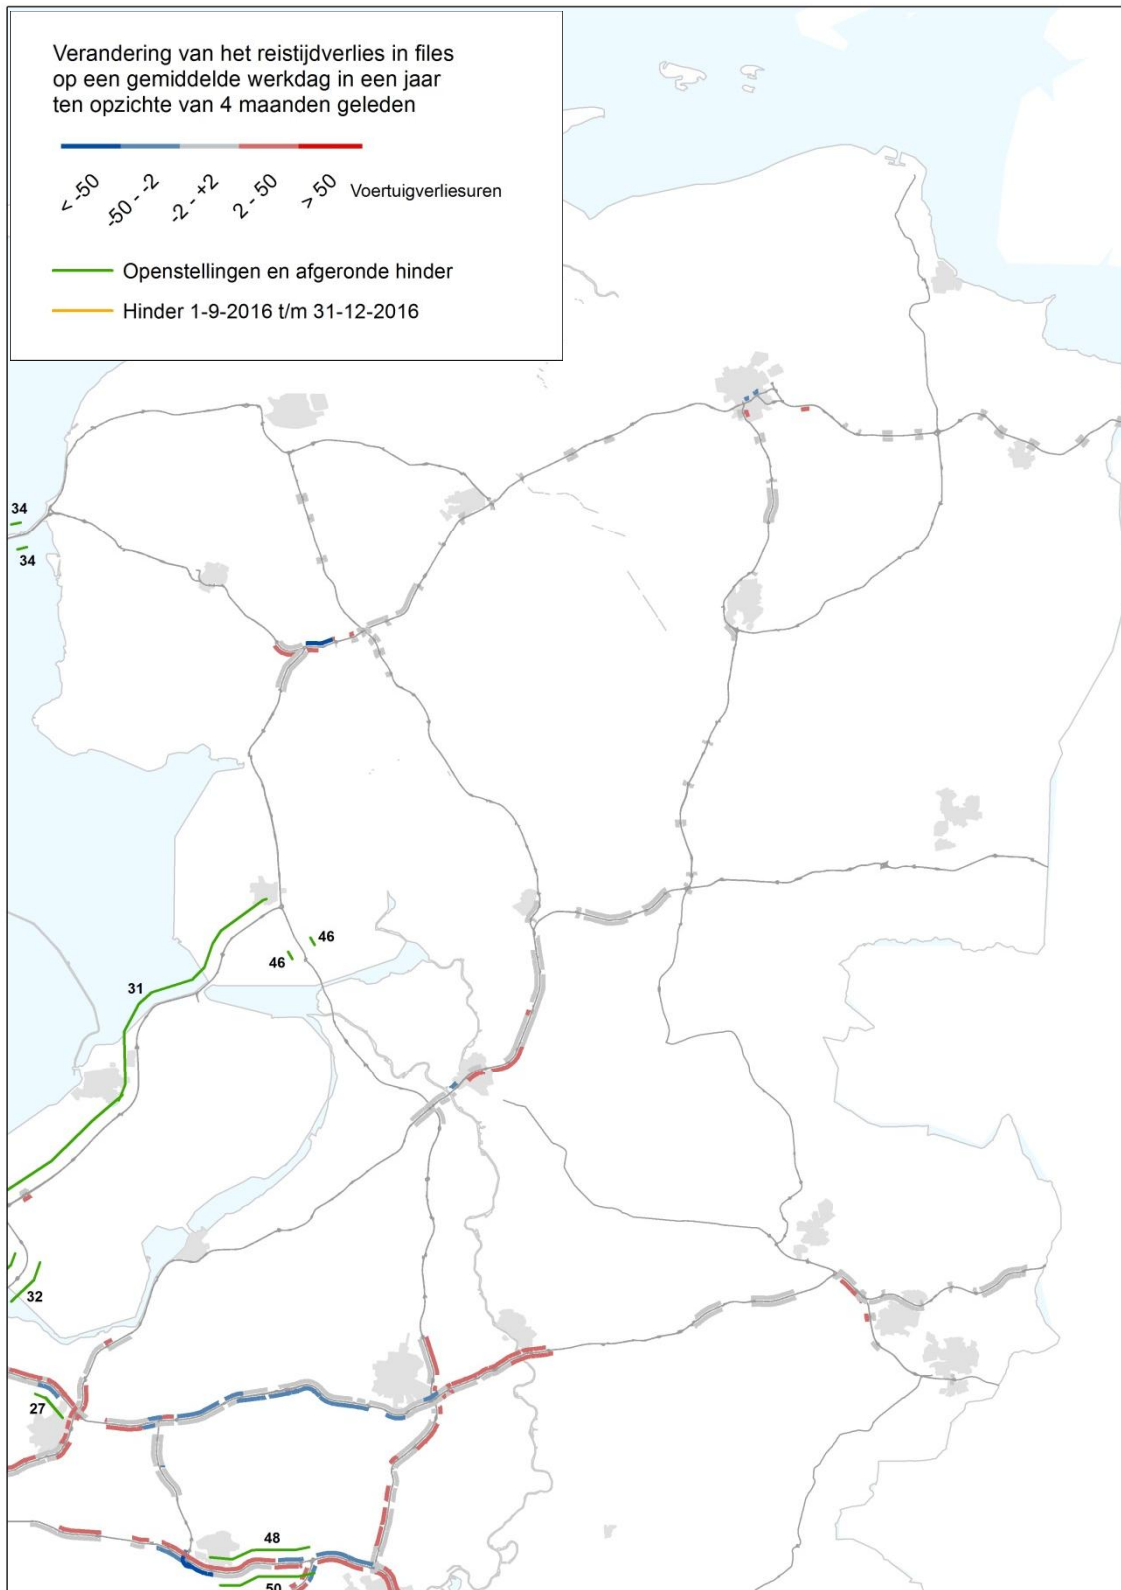 Verandering van het reistijdverlies in files
op een gemiddelde werkdag in een jaar
ten opzichte van 4 maanden geleden
< -50
-50 - -2
-2 - +2
2 - 50
> 50
Voertuigverliesuren
Openstellingen en afgeronde hinder
Hinder 1-9-2016 t/m 31-12-2016
34
34
46
46
31
32
27
48
50